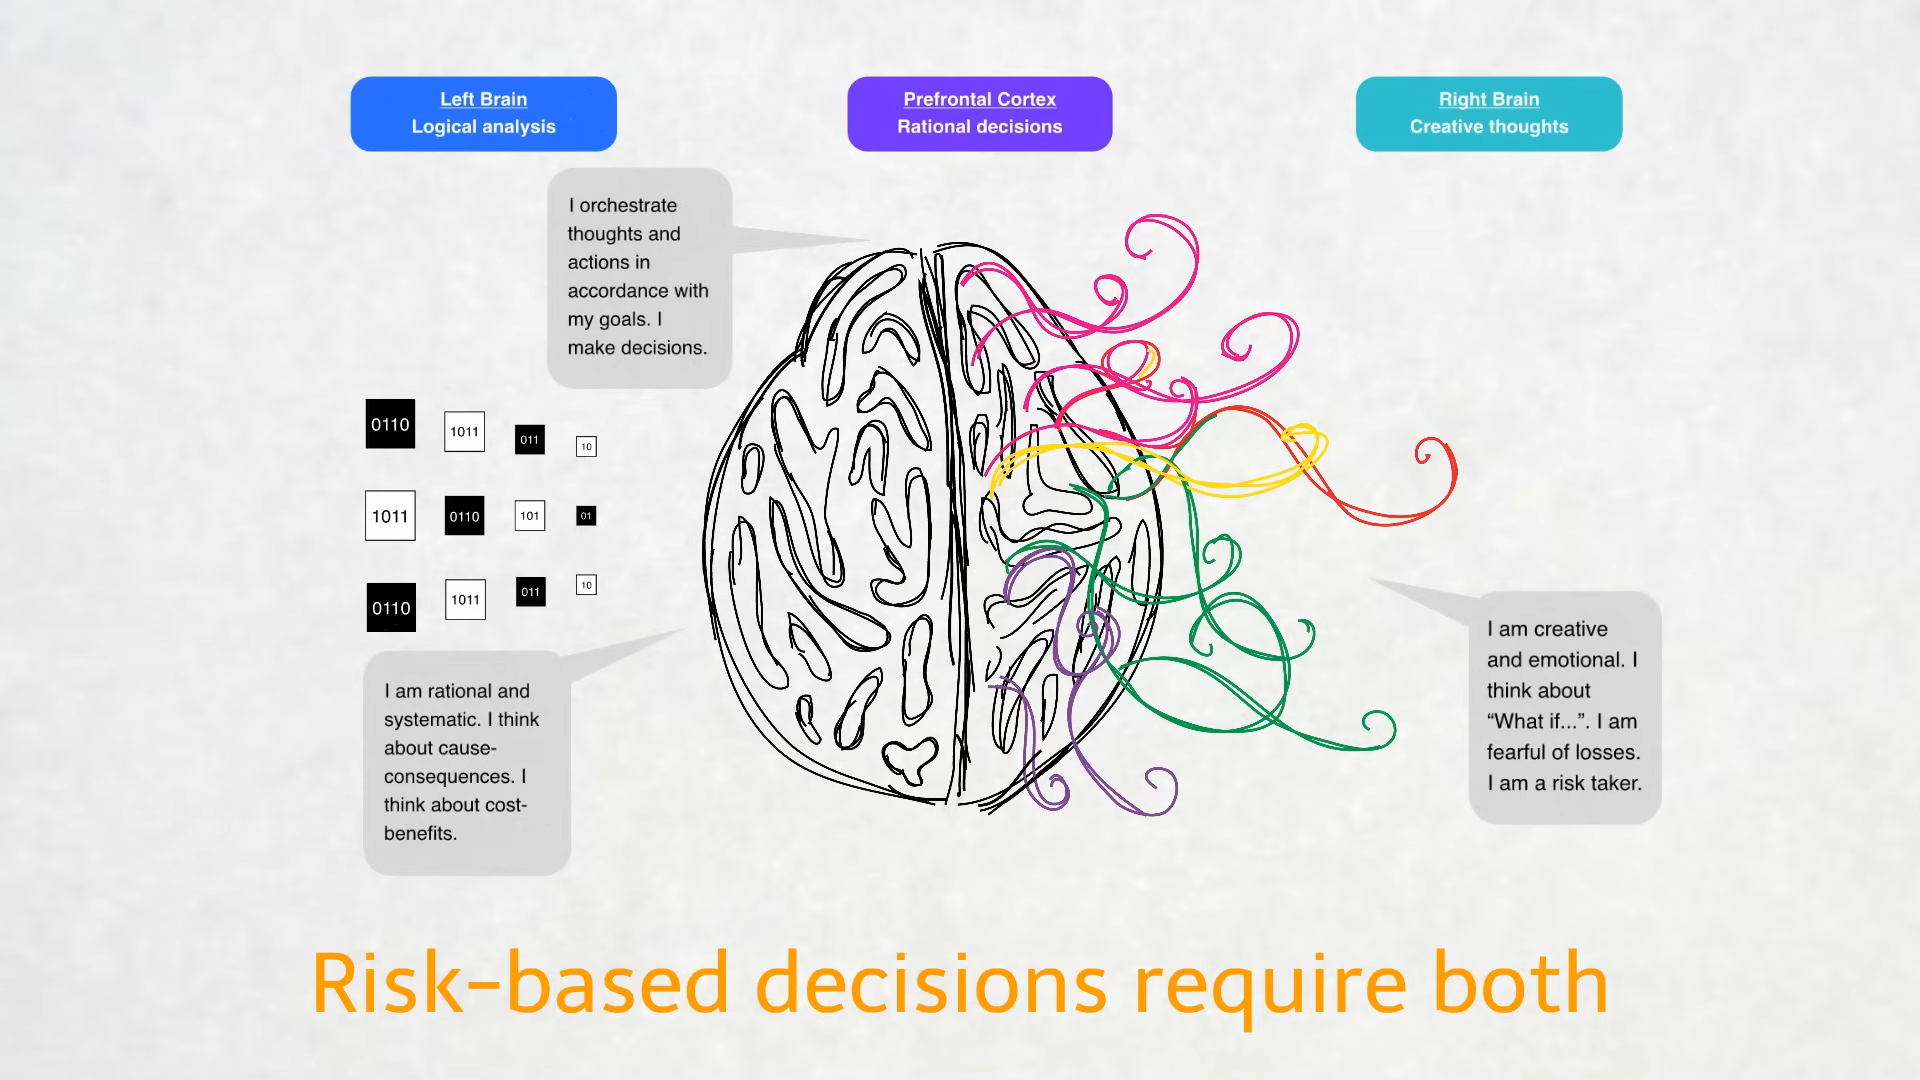 Left Brain
Logical analysis
Prefrontal Cortex
Rational decisions
Right Brain
Creative thoughts
I orchestrate
thoughts and
actions in
accordance with
my goals. I
make decisions.
0110
1011
011
10
1011
0110
101
01
0110
1011
011
10
I am rational and
systematic. I think
about cause-
consequences. I
think about cost-
benefits.
I am creative
and emotional. I
think about
“What if...”. I am
fearful of losses.
I am a risk taker.
Risk-based decisions require both